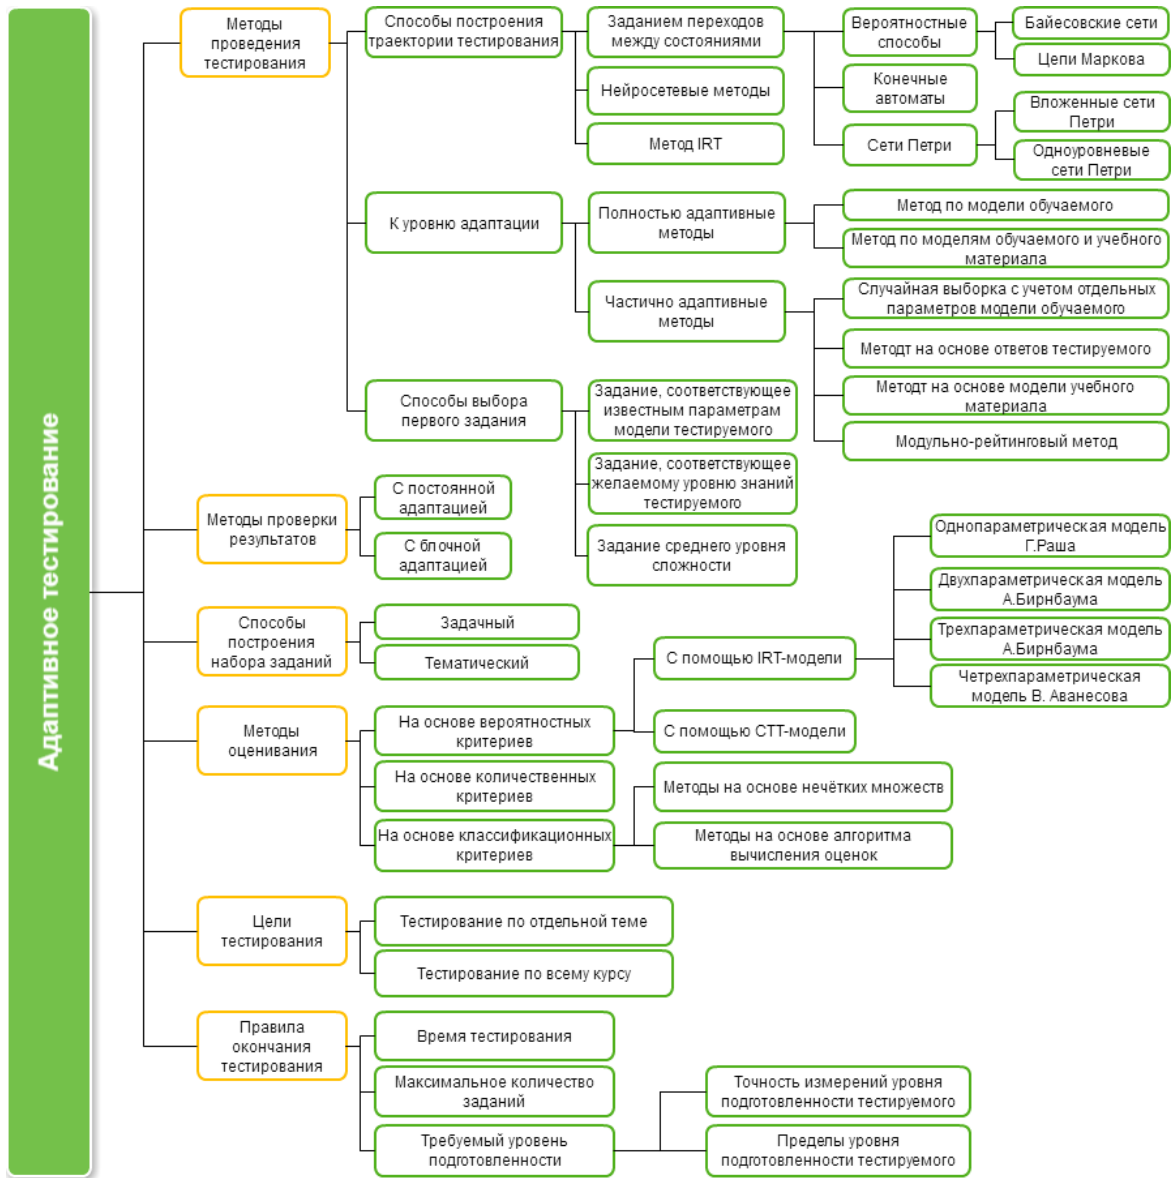 Адаптивное тестирование
Методы
проведения
тестирования
Способы построения
траектории тестирования
Заданием переходов
между состояниями
Вероятностные
способы
Байесовские сети
Цепи Маркова
Конечные
автоматы
Сети Петри
Вложенные сети
Петри
Одноуровневые
сети Петри
Нейросетевые методы
Метод IRT
К уровню адаптации
Полностью адаптивные
методы
Метод по модели обучаемого
Метод по моделям обучаемого и учебного
материала
Частично адаптивные
методы
Случайная выборка с учетом отдельных
параметров модели обучаемого
Методт на основе ответов тестируемого
Методт на основе модели учебного
материала
Модульно-рейтинговый метод
Способы выбора
первого задания
Задание, соответствующее
известным параметрам
модели тестируемого
Задание, соответствующее
желаемому уровню знаний
тестируемого
Задание среднего уровня
сложности
Методы проверки
результатов
С постоянной
адаптацией
С блочной
адаптацией
Способы
построения
набора заданий
Задачный
Тематический
Методы
оценивания
На основе вероятностных
критериев
С помощью IRT-модели
Однопараметрическая модель
Г.Раша
Двухпараметрическая модель
А.Бирнбаума
Трехпараметрическая модель
А.Бирнбаума
Четрехпараметрическая
модель В. Аванесова
С помощью СТТ-модели
На основе количественных
критериев
На основе классификационных
критериев
Методы на основе нечётких множеств
Методы на основе алгоритма
вычисления оценок
Цели
тестирования
Тестирование по отдельной теме
Тестирование по всему курсу
Правила
окончания
тестирования
Время тестирования
Максимальное количество
заданий
Требуемый уровень
подготовленности
Точность измерений уровня
подготовленности тестируемого
Пределы уровня
подготовленности тестируемого